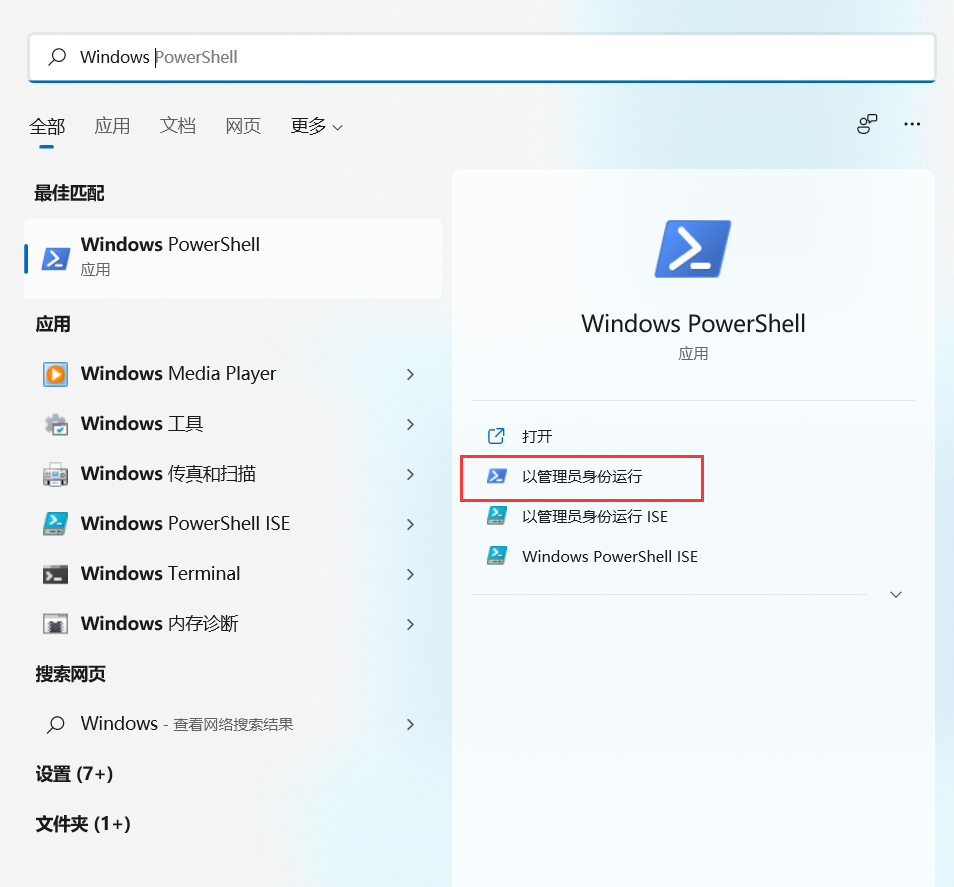 Windows PowerShell
全部 应用 文档 网页 更多
最佳匹配
Windows PowerShell
应用
应用
Windows Media Player
Windows 工具
Windows 传真和扫描
Windows PowerShell ISE
Windows Terminal
Windows 内存诊断
搜索网页
Windows - 查看网络搜索结果
设置 (7+)
文件夹 (1+)
Windows PowerShell
应用
打开
以管理员身份运行
以管理员身份运行 ISE
Windows PowerShell ISE